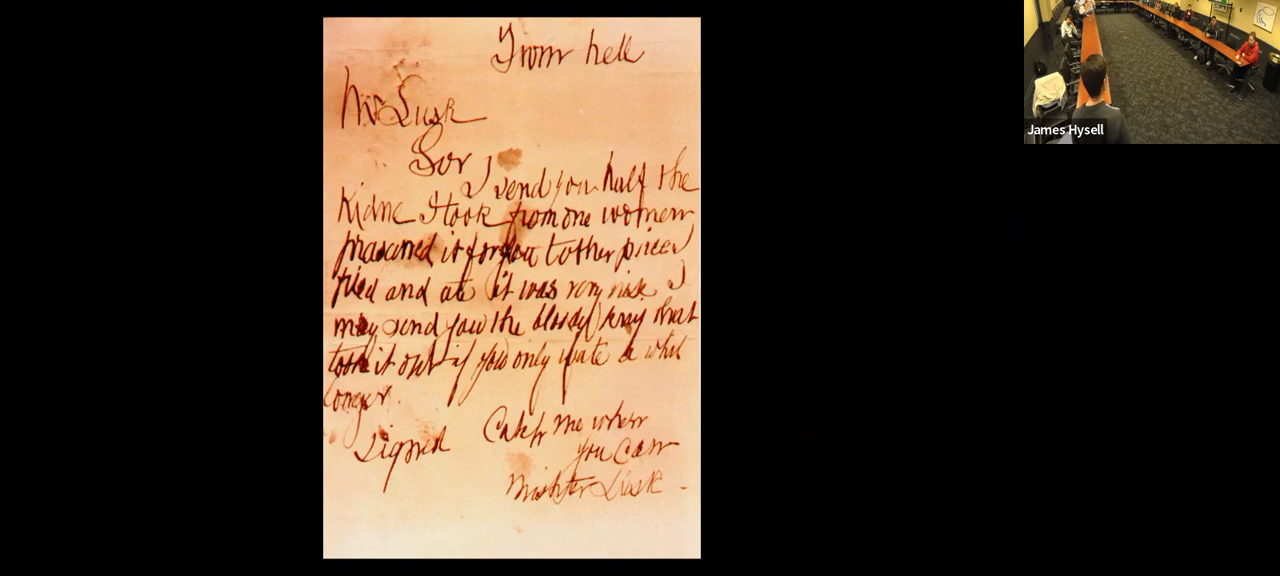 From hell
Mr Lusk
Sor
I send you half the
Kidne I took from one women
prasarved it for you tother piece I
fried and ate it was very nise I
may send you the bloody knif that
took it out if you only wate a whil
longer.
signed Catch me when
you Can
Mishter Lusk -
James Hysell